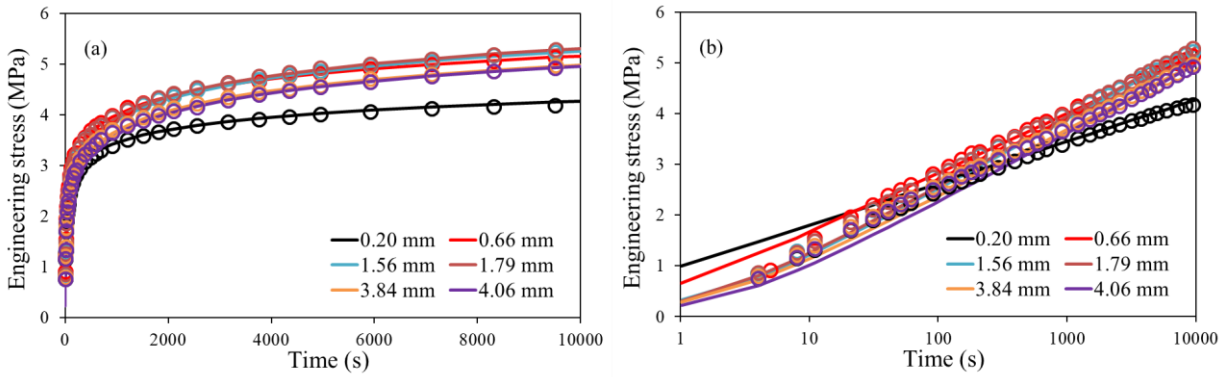 (a)
Engineering stress (MPa)
6
5
4
3
2
1
0
0.20 mm 0.66 mm
1.56 mm 1.79 mm
3.84 mm 4.06 mm
0 2000 4000 6000 8000 10000
Time (s)
(b)
Engineering stress (MPa)
6
5
4
3
2
1
0
0.20 mm 0.66 mm
1.56 mm 1.79 mm
3.84 mm 4.06 mm
1 10 100 1000 10000
Time (s)